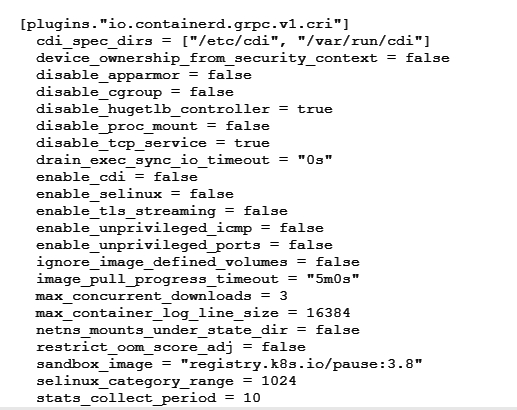 [plugins."io.containerd.grpc.v1.cri"]
cdi_spec_dirs = ["/etc/cdi", "/var/run/cdi"]
device_ownership_from_security_context = false
disable_apparmor = false
disable_cgroup = false
disable_hugetlb_controller = true
disable_proc_mount = false
disable_tcp_service = true
drain_exec_sync_io_timeout = "0s"
enable_cdi = false
enable_selinux = false
enable_tls_streaming = false
enable_unprivileged_icmp = false
enable_unprivileged_ports = false
ignore_image_defined_volumes = false
image_pull_progress_timeout = "5m0s"
max_concurrent_downloads = 3
max_container_log_line_size = 16384
netns_mounts_under_state_dir = false
restrict_oom_score_adj = false
sandbox_image = "registry.k8s.io/pause:3.8"
selinux_category_range = 1024
stats_collect_period = 10